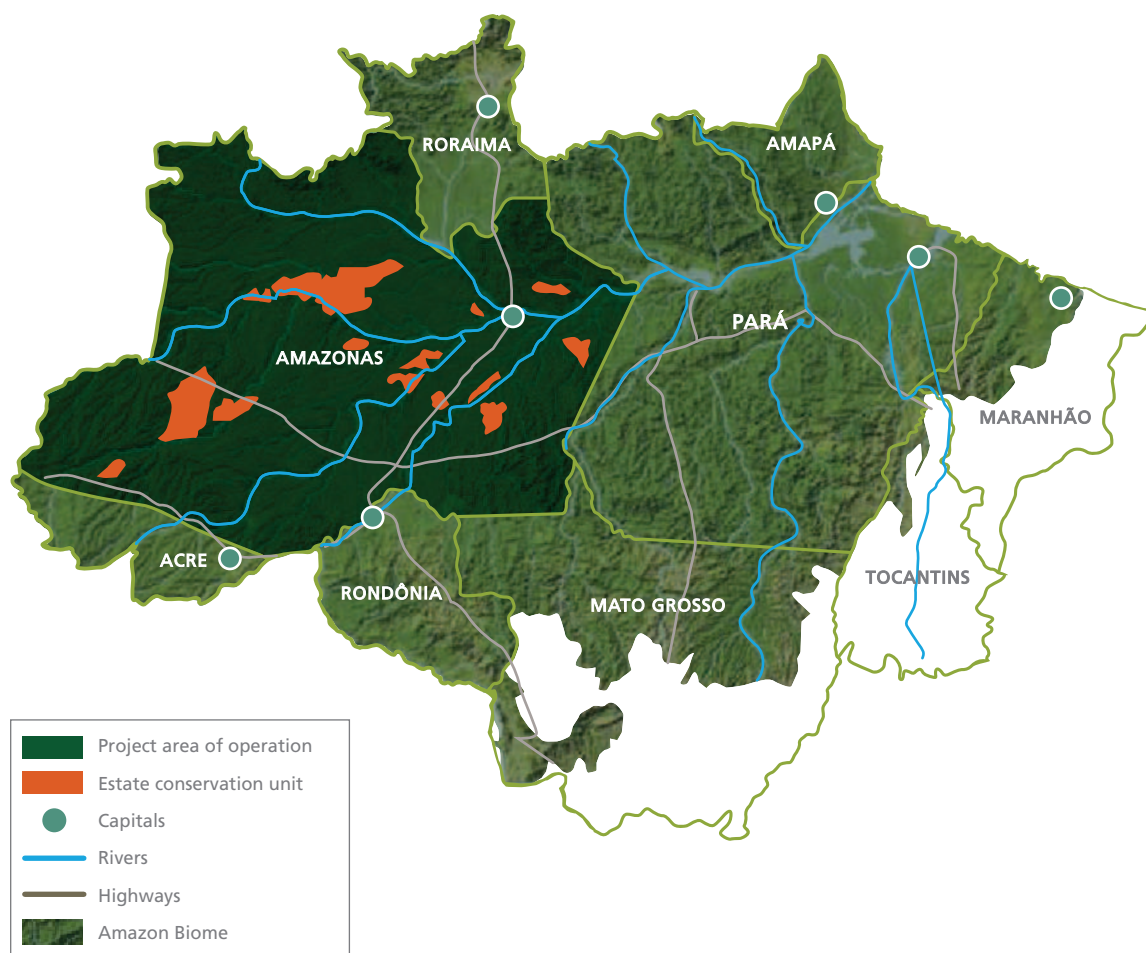 RORAIMA
AMAPÁ
PARÁ
AMAZONAS
MARANHÃO
ACRE
TOCANTINS
RONDÔNIA
MATO GROSSO
Project area of operation
Estate conservation unit
Capitals
Rivers
Highways
Amazon Biome